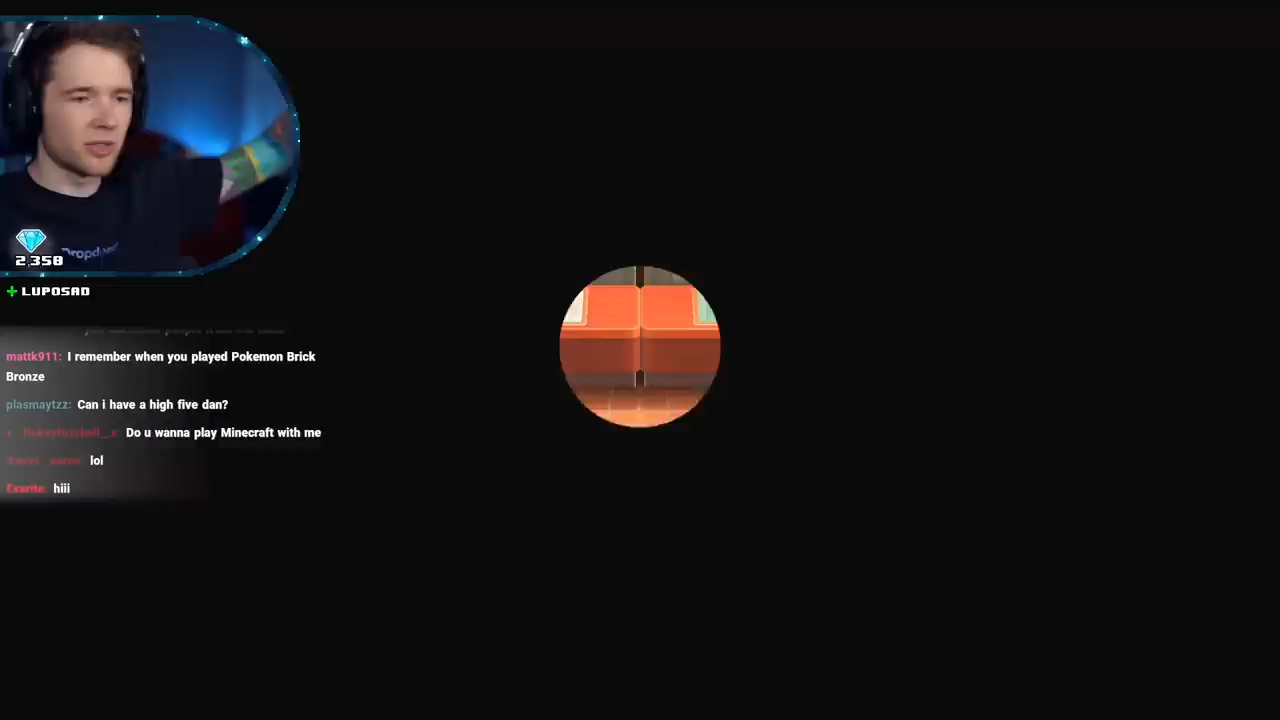 2,358
+ LUPOSAD
mattk911: I remember when you played Pokemon Brick
Bronze
plasmaytzz: Can i have a high five dan?
Do u wanna play Minecraft with me
lol
Exarite: hiii